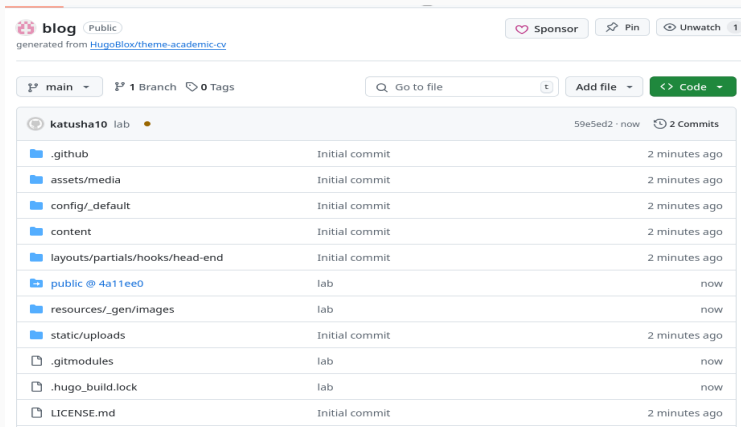 blog Public
Sponsor Pin Unwatch 1
generated from HugoBlox/theme-academic-cv
main 1 Branch 0 Tags Go to file t Add file Code
katusha10 lab 59e5ed2 · now 2 Commits
.github Initial commit 2 minutes ago
assets/media Initial commit 2 minutes ago
config/_default Initial commit 2 minutes ago
content Initial commit 2 minutes ago
layouts/partials/hooks/head-end Initial commit 2 minutes ago
public @ 4a11ee0 lab now
resources/_gen/images lab now
static/uploads Initial commit 2 minutes ago
.gitmodules lab now
.hugo_build.lock lab now
LICENSE.md Initial commit 2 minutes ago